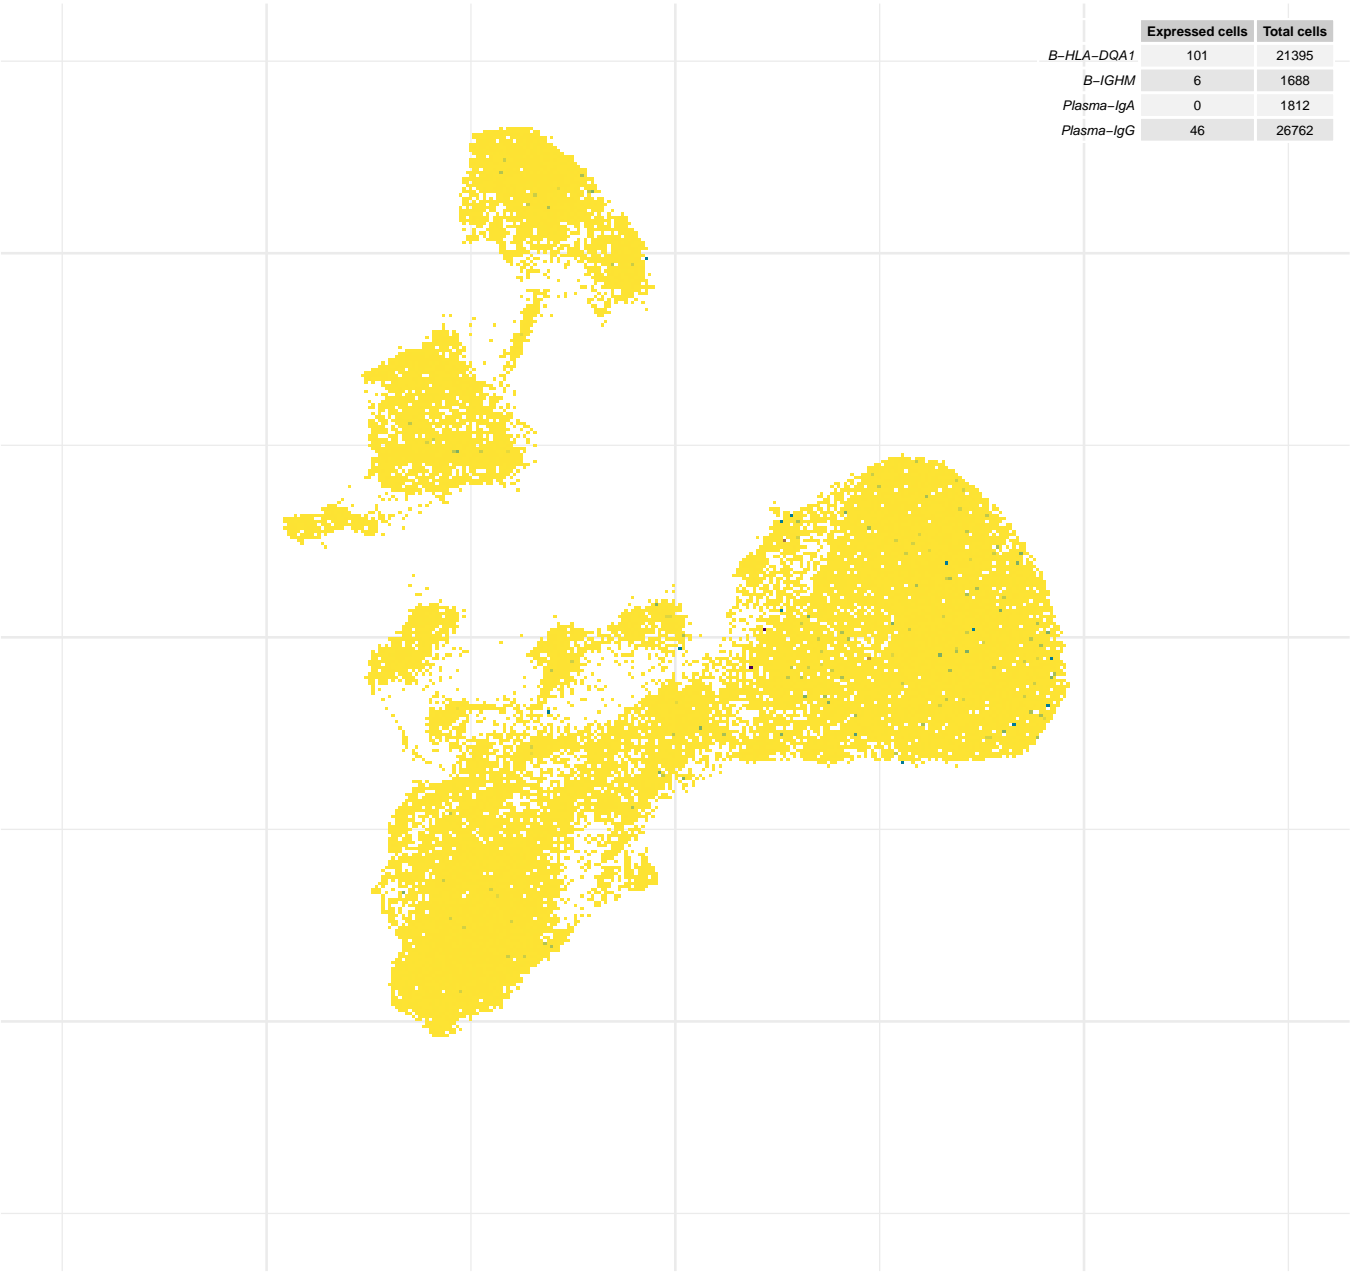 Expressed cells Total cells
B−HLA−DQA1 101 21395
B−IGHM 6 1688
Plasma−IgA 0 1812
Plasma−IgG 46 26762